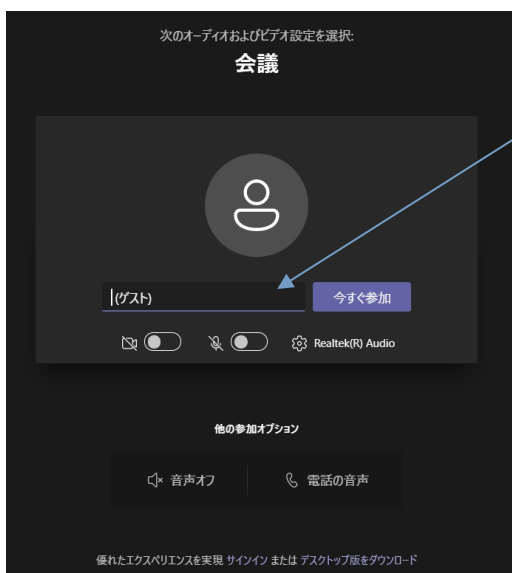 次のオーディオおよびビデオ設定を選択:
会議
(ゲスト)
今すぐ参加
Realtek(R) Audio
他の参加オプション
音声オフ
電話の音声
優れたエクスペリエンスを実現 サインイン または デスクトップ版をダウンロード